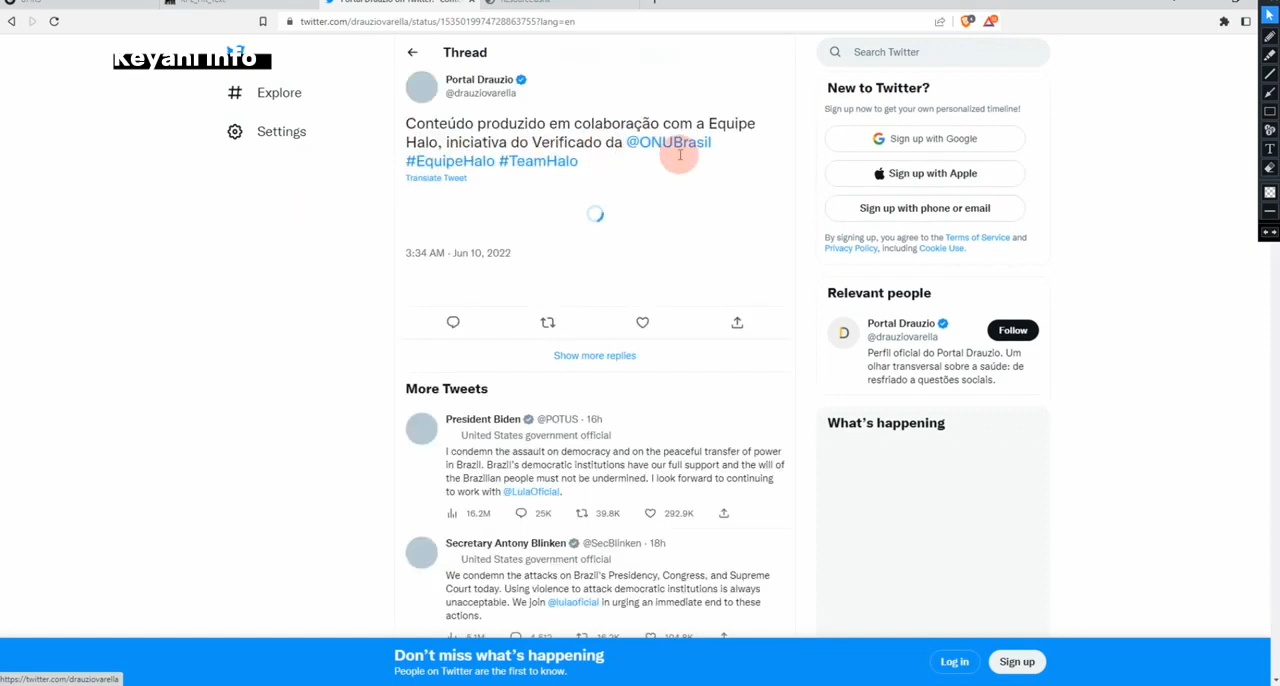 Portal Drauzio on Twitter: "Con
twitter.com/drauziovarella/status/1535019974728863755?lang=en
Keyani Info
Explore
Settings
Thread
Portal Drauzio
@drauziovarella
Conteúdo produzido em colaboração com a Equipe
Halo, iniciativa do Verificado da @ONUBrasil
#EquipeHalo #TeamHalo
Translate Tweet
3:34 AM · Jun 10, 2022
Show more replies
More Tweets
President Biden @POTUS · 16h
United States government official
I condemn the assault on democracy and on the peaceful transfer of power
in Brazil. Brazil's democratic institutions have our full support and the will of
the Brazilian people must not be undermined. I look forward to continuing
to work with @LulaOficial.
16.2M 25K 39.8K 292.9K
Secretary Antony Blinken @SecBlinken · 18h
United States government official
We condemn the attacks on Brazil's Presidency, Congress, and Supreme
Court today. Using violence to attack democratic institutions is always
unacceptable. We join @lulaoficial in urging an immediate end to these
actions.
Search Twitter
New to Twitter?
Sign up now to get your own personalized timeline!
Sign up with Google
Sign up with Apple
Sign up with phone or email
By signing up, you agree to the Terms of Service and
Privacy Policy, including Cookie Use.
Relevant people
Portal Drauzio
@drauziovarella
Follow
Perfil oficial do Portal Drauzio. Um
olhar transversal sobre a saúde: de
resfriado a questões sociais.
What's happening
Don't miss what's happening
People on Twitter are the first to know.
Log in
Sign up
https://twitter.com/drauziovarella